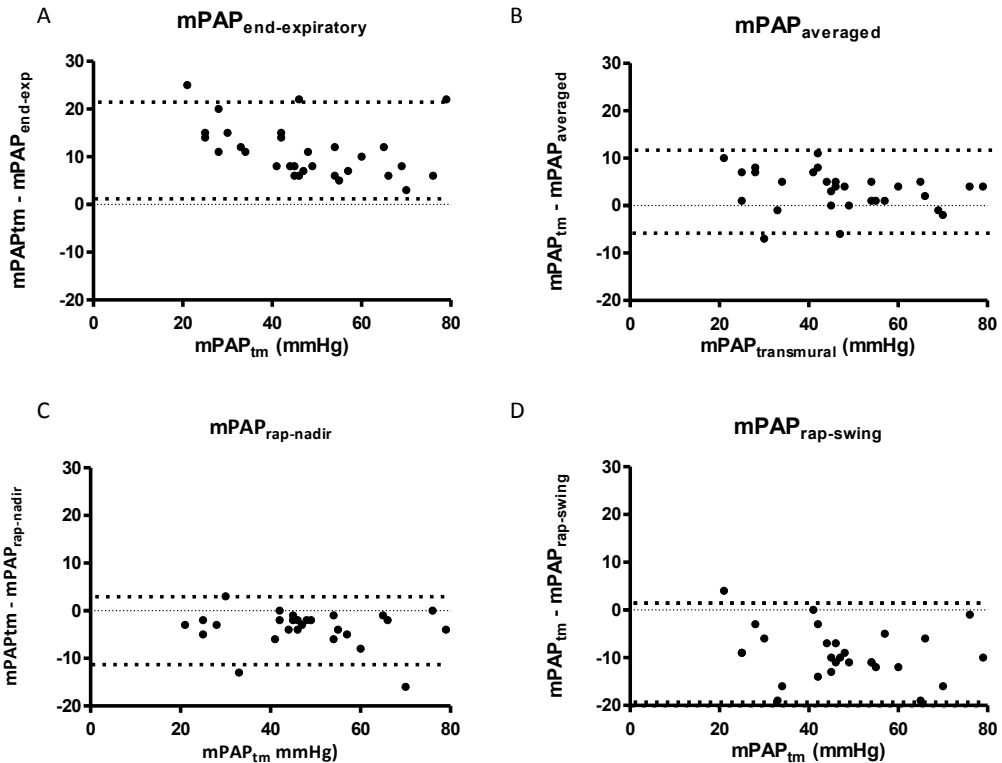 A
mPAPend-expiratory
mPAPtm - mPAPend-exp
30
20
10
0
-10
-20
0 20 40 60 80
mPAPtm (mmHg)
B
mPAPaveraged
mPAPtm - mPAPaveraged
30
20
10
0
-10
-20
0 20 40 60 80
mPAPtransmural (mmHg)
C
mPAPrap-nadir
mPAPtm - mPAPrap-nadir
30
20
10
0
-10
-20
0 20 40 60 80
mPAPtm mmHg)
D
mPAPrap-swing
mPAPtm - mPAPrap-swing
30
20
10
0
-10
-20
0 20 40 60 80
mPAPtm (mmHg)